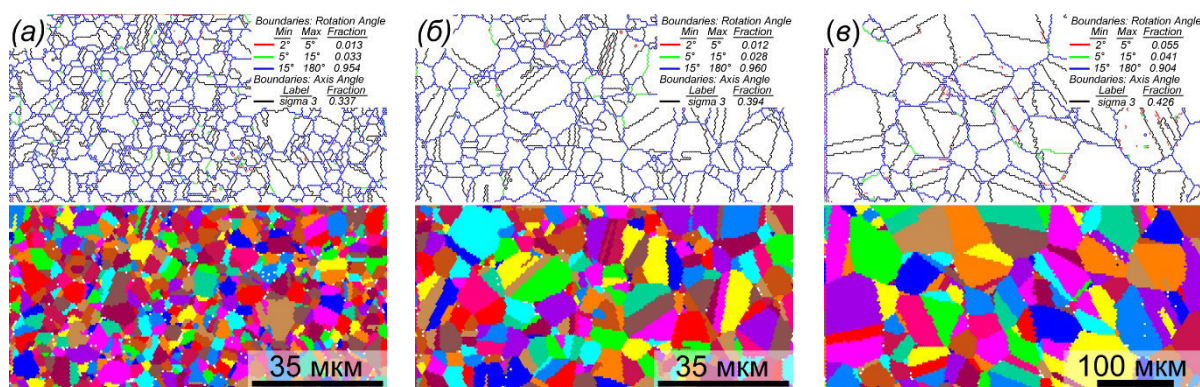 (а)
Boundaries: Rotation Angle
Min Max Fraction
2° 5° 0.013
5° 15° 0.033
15° 180° 0.954
Boundaries: Axis Angle
Label Fraction
sigma 3 0.337
(б)
Boundaries: Rotation Angle
Min Max Fraction
2° 5° 0.012
5° 15° 0.028
15° 180° 0.960
Boundaries: Axis Angle
Label Fraction
sigma 3 0.394
(в)
Boundaries: Rotation Angle
Min Max Fraction
2° 5° 0.055
5° 15° 0.041
15° 180° 0.904
Boundaries: Axis Angle
Label Fraction
sigma 3 0.426
35 мкм
35 мкм
100 мкм